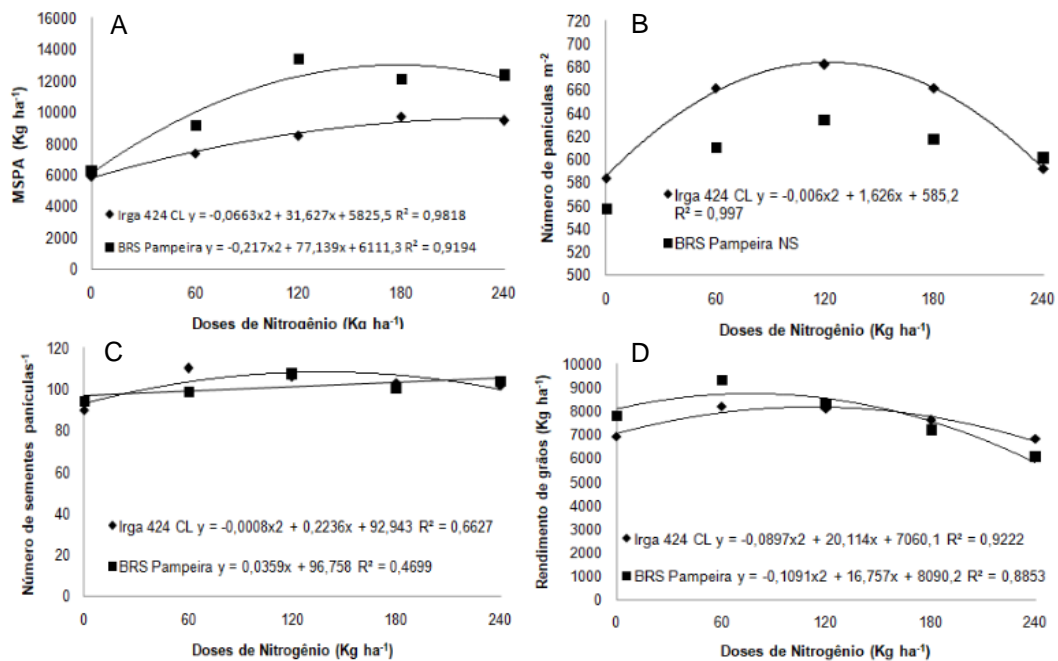 A
MSPA (Kg ha⁻¹)
16000
14000
12000
10000
8000
6000
4000
2000
0
Irga 424 CL y = -0,0663x2 + 31,627x + 5825,5 R² = 0,9818
BRS Pampeira y = -0,217x2 + 77,139x + 6111,3 R² = 0,9194
0 60 120 180 240
Doses de Nitrogênio (Kg ha⁻¹)
B
Número de panículas m⁻²
720
700
680
660
640
620
600
580
560
540
520
500
Irga 424 CL y = -0,006x2 + 1,626x + 585,2
R² = 0,997
BRS Pampeira NS
0 60 120 180 240
Doses de Nitrogênio (Kg ha⁻¹)
C
Número de sementes panículas⁻¹
120
100
80
60
40
20
0
Irga 424 CL y = -0,0008x2 + 0,2236x + 92,943 R² = 0,6627
BRS Pampeira y = 0,0359x + 96,758 R² = 0,4699
0 60 120 180 240
Doses de Nitrogênio (Kg ha⁻¹)
D
Rendimento de grãos (Kg ha⁻¹)
10000
9000
8000
7000
6000
5000
4000
3000
2000
1000
0
Irga 424 CL y = -0,0897x2 + 20,114x + 7060,1 R² = 0,9222
BRS Pampeira y = -0,1091x2 + 16,757x + 8090,2 R² = 0,8853
0 60 120 180 240
Doses de Nitrogênio (Kg ha⁻¹)